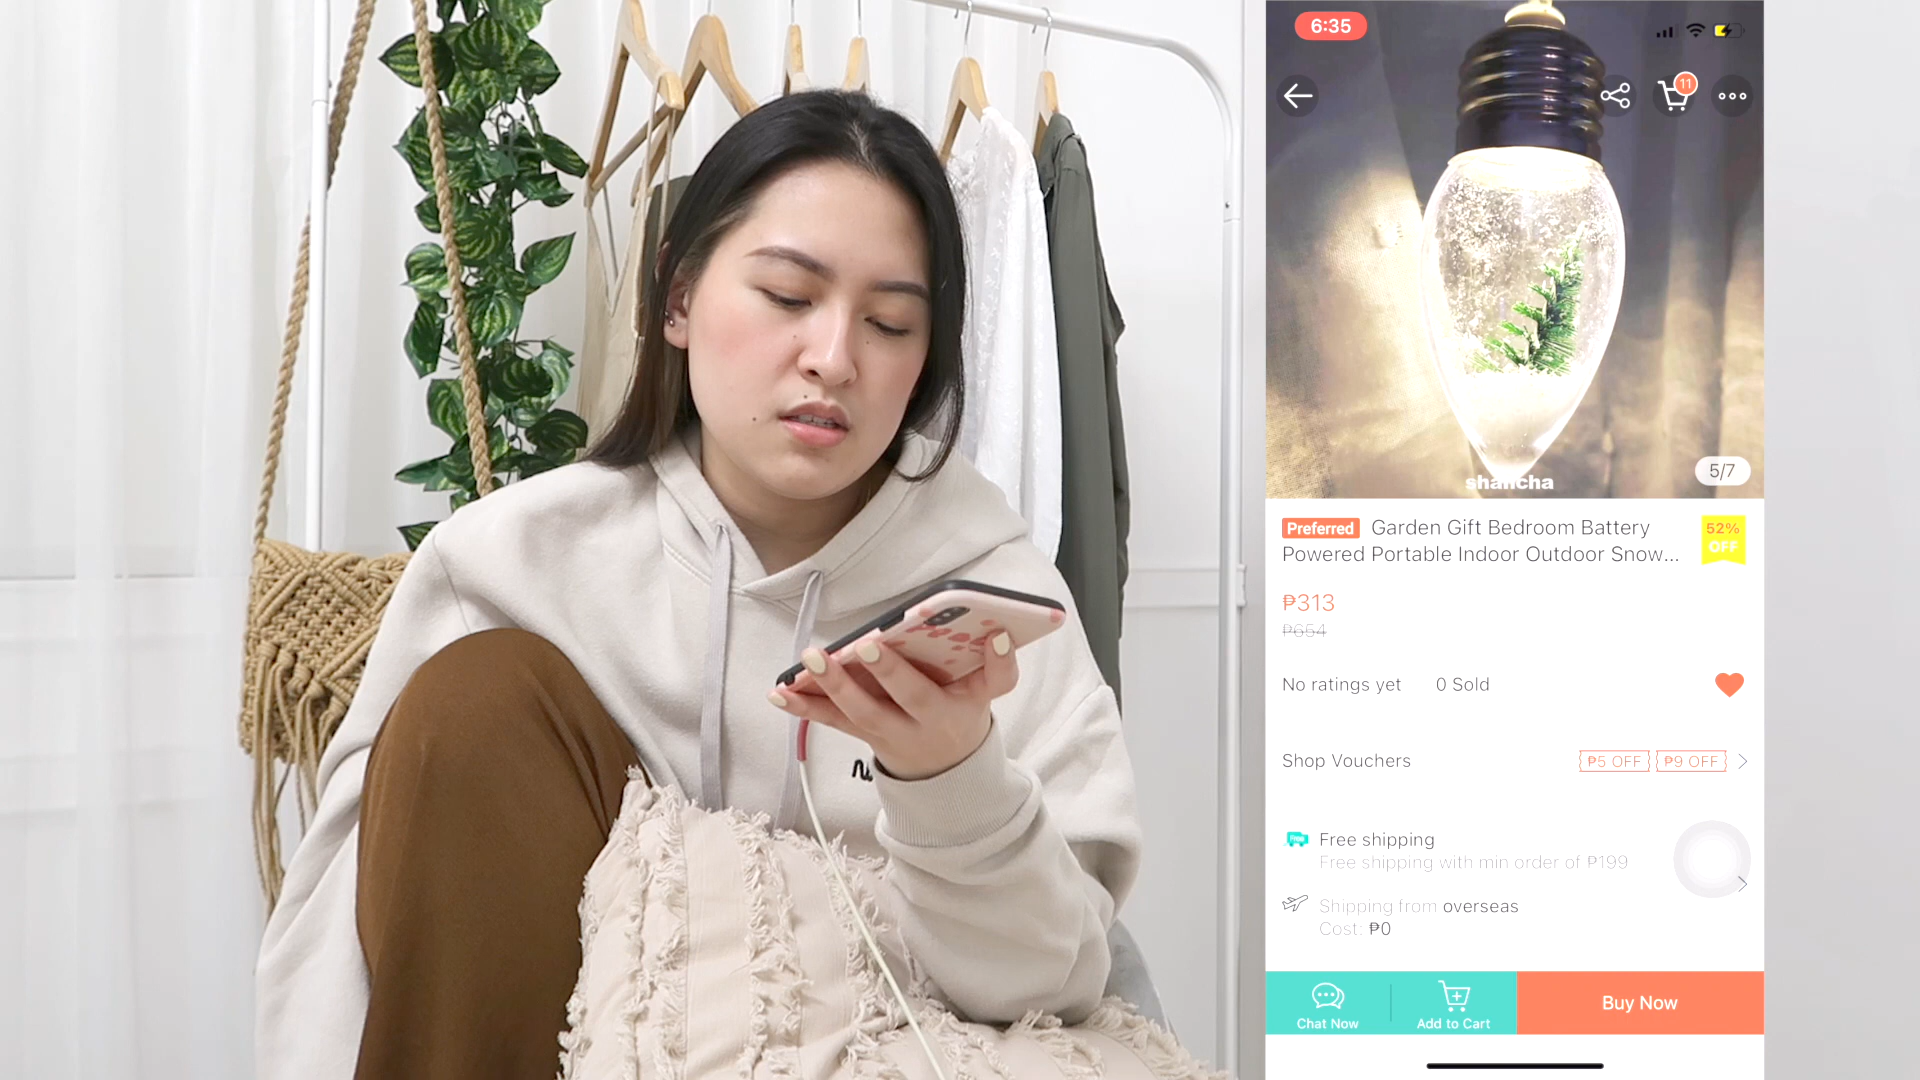 6:35
11
shancha
5/7
Preferred Garden Gift Bedroom Battery
Powered Portable Indoor Outdoor Snow...
52%
OFF
₱313
₱654
No ratings yet 0 Sold
Shop Vouchers ₱5 OFF ₱9 OFF
Free shipping
Free shipping with min order of ₱199
Shipping from overseas
Cost: ₱0
Chat Now
Add to Cart
Buy Now